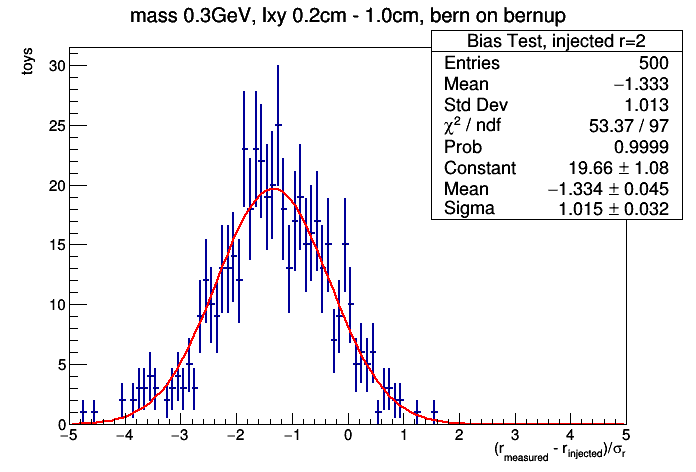 mass 0.3GeV, lxy 0.2cm - 1.0cm, bern on bernup
Bias Test, injected r=2
Entries 500
Mean −1.333
Std Dev 1.013
χ² / ndf 53.37 / 97
Prob 0.9999
Constant 19.66 ± 1.08
Mean −1.334 ± 0.045
Sigma 1.015 ± 0.032
toys
30
25
20
15
10
5
0
−5 −4 −3 −2 −1 0 1 2 3 4 5
(r_measured - r_injected)/σ_r